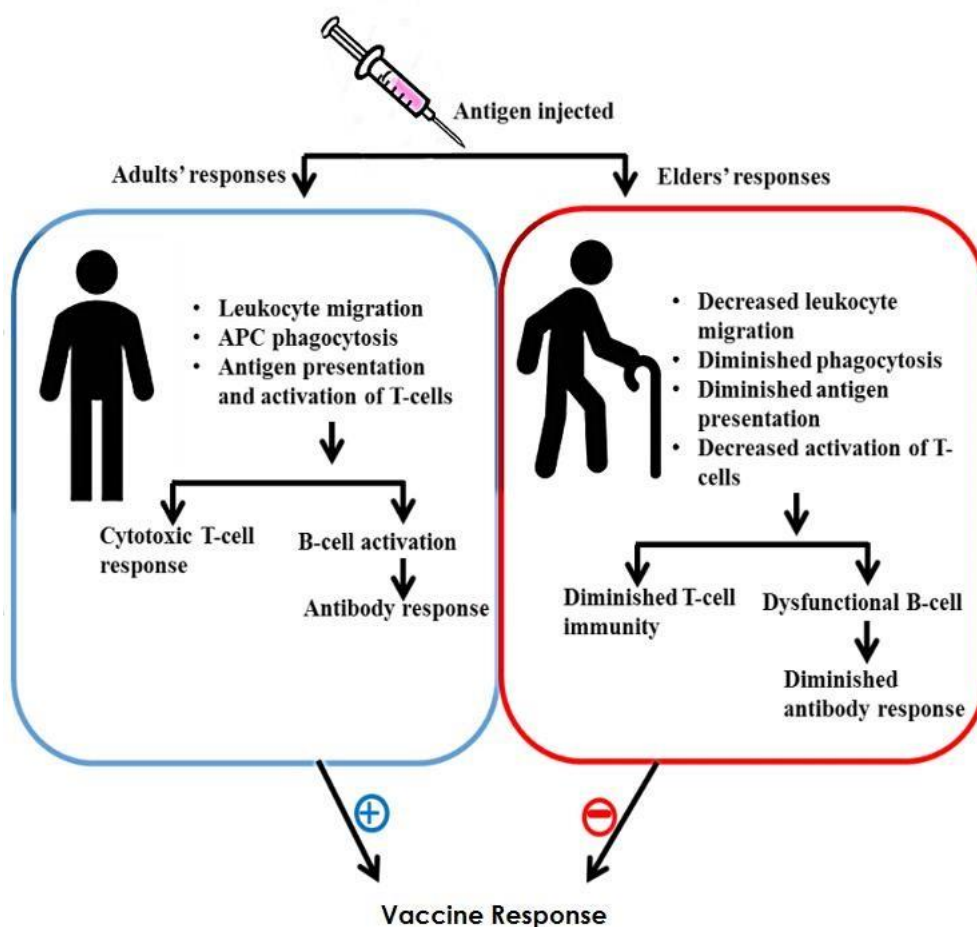 Antigen injected
Adults' responses
Elders' responses
• Leukocyte migration
• APC phagocytosis
• Antigen presentation
and activation of T-cells
Cytotoxic T-cell
response
B-cell activation
Antibody response
• Decreased leukocyte
migration
• Diminished phagocytosis
• Diminished antigen
presentation
• Decreased activation of T-
cells
Diminished T-cell
immunity
Dysfunctional B-cell
Diminished
antibody response
+
-
Vaccine Response